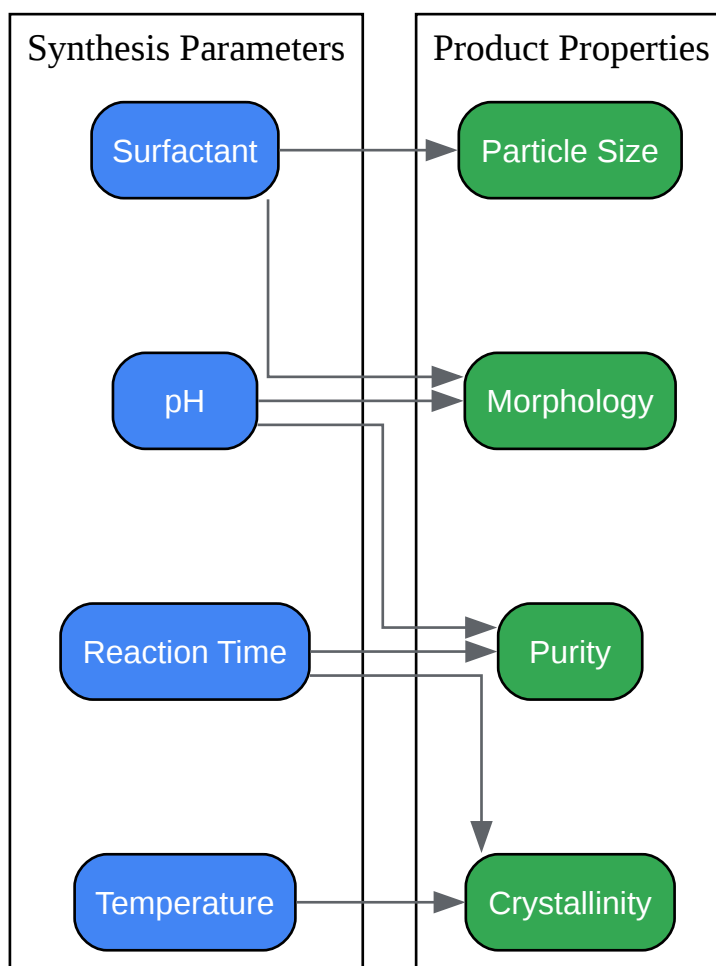 Synthesis Parameters
Product Properties
Surfactant
Particle Size
pH
Morphology
Reaction Time
Purity
Temperature
Crystallinity